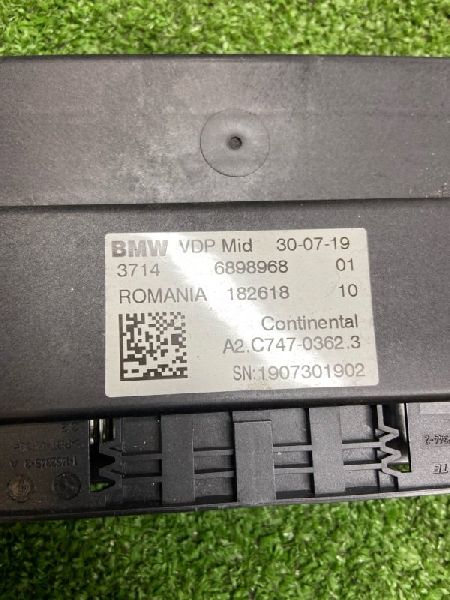 BMW VDP Mid 30-07-19
3714 6898968 01
ROMANIA 182618 10
Continental
A2.C747-0362.3
SN:1907301902